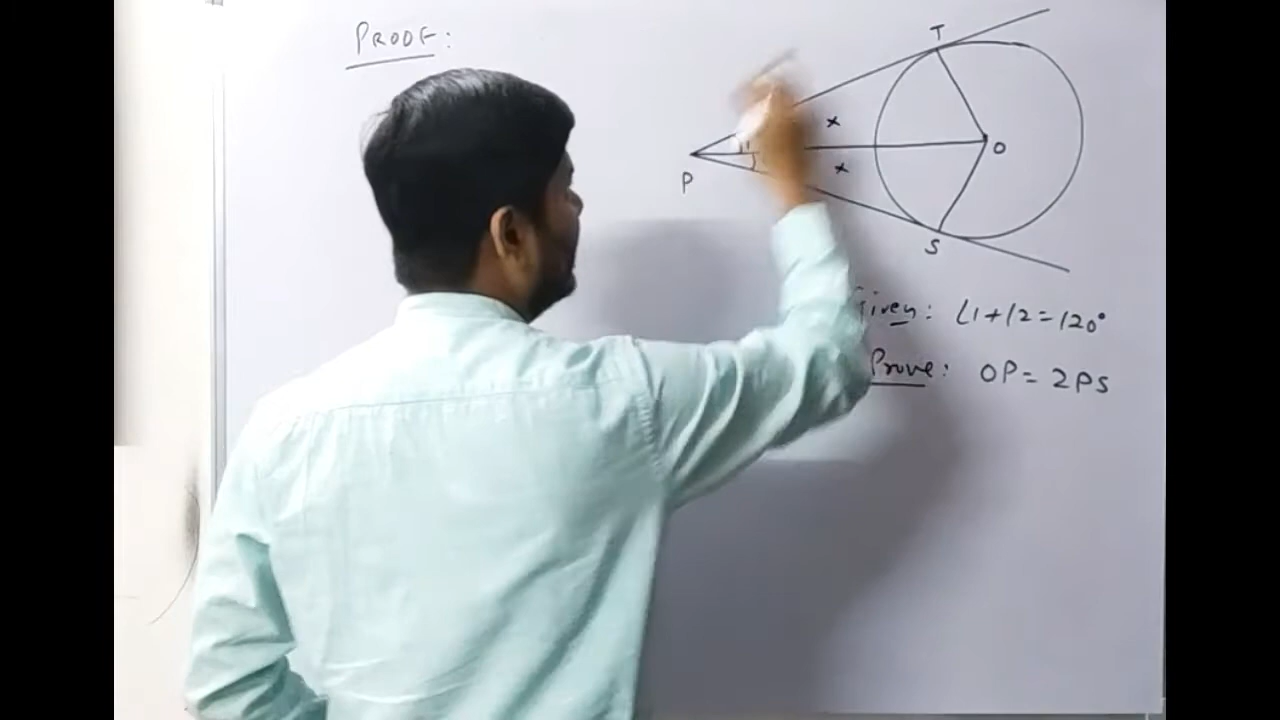 PROOF:
T
x
O
x
P
S
Given: ∠1+∠2=120°
Prove: OP= 2PS